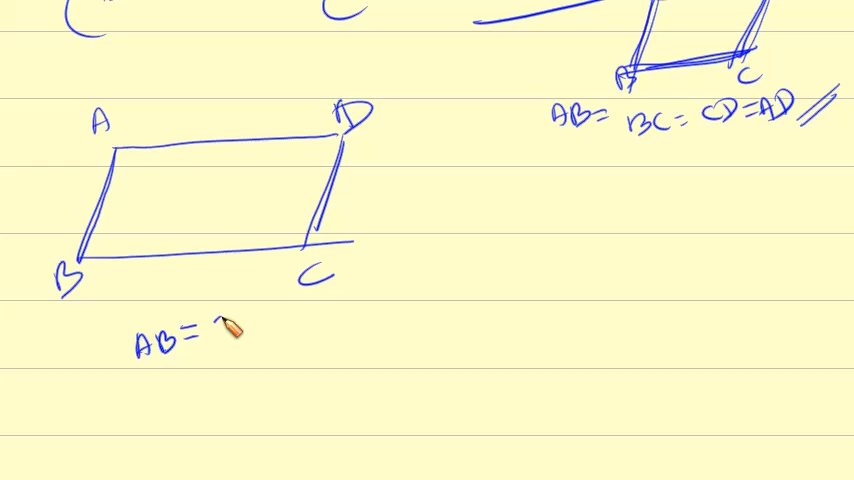 C
B C
AB= BC= CD=AD
A D
B C
AB=